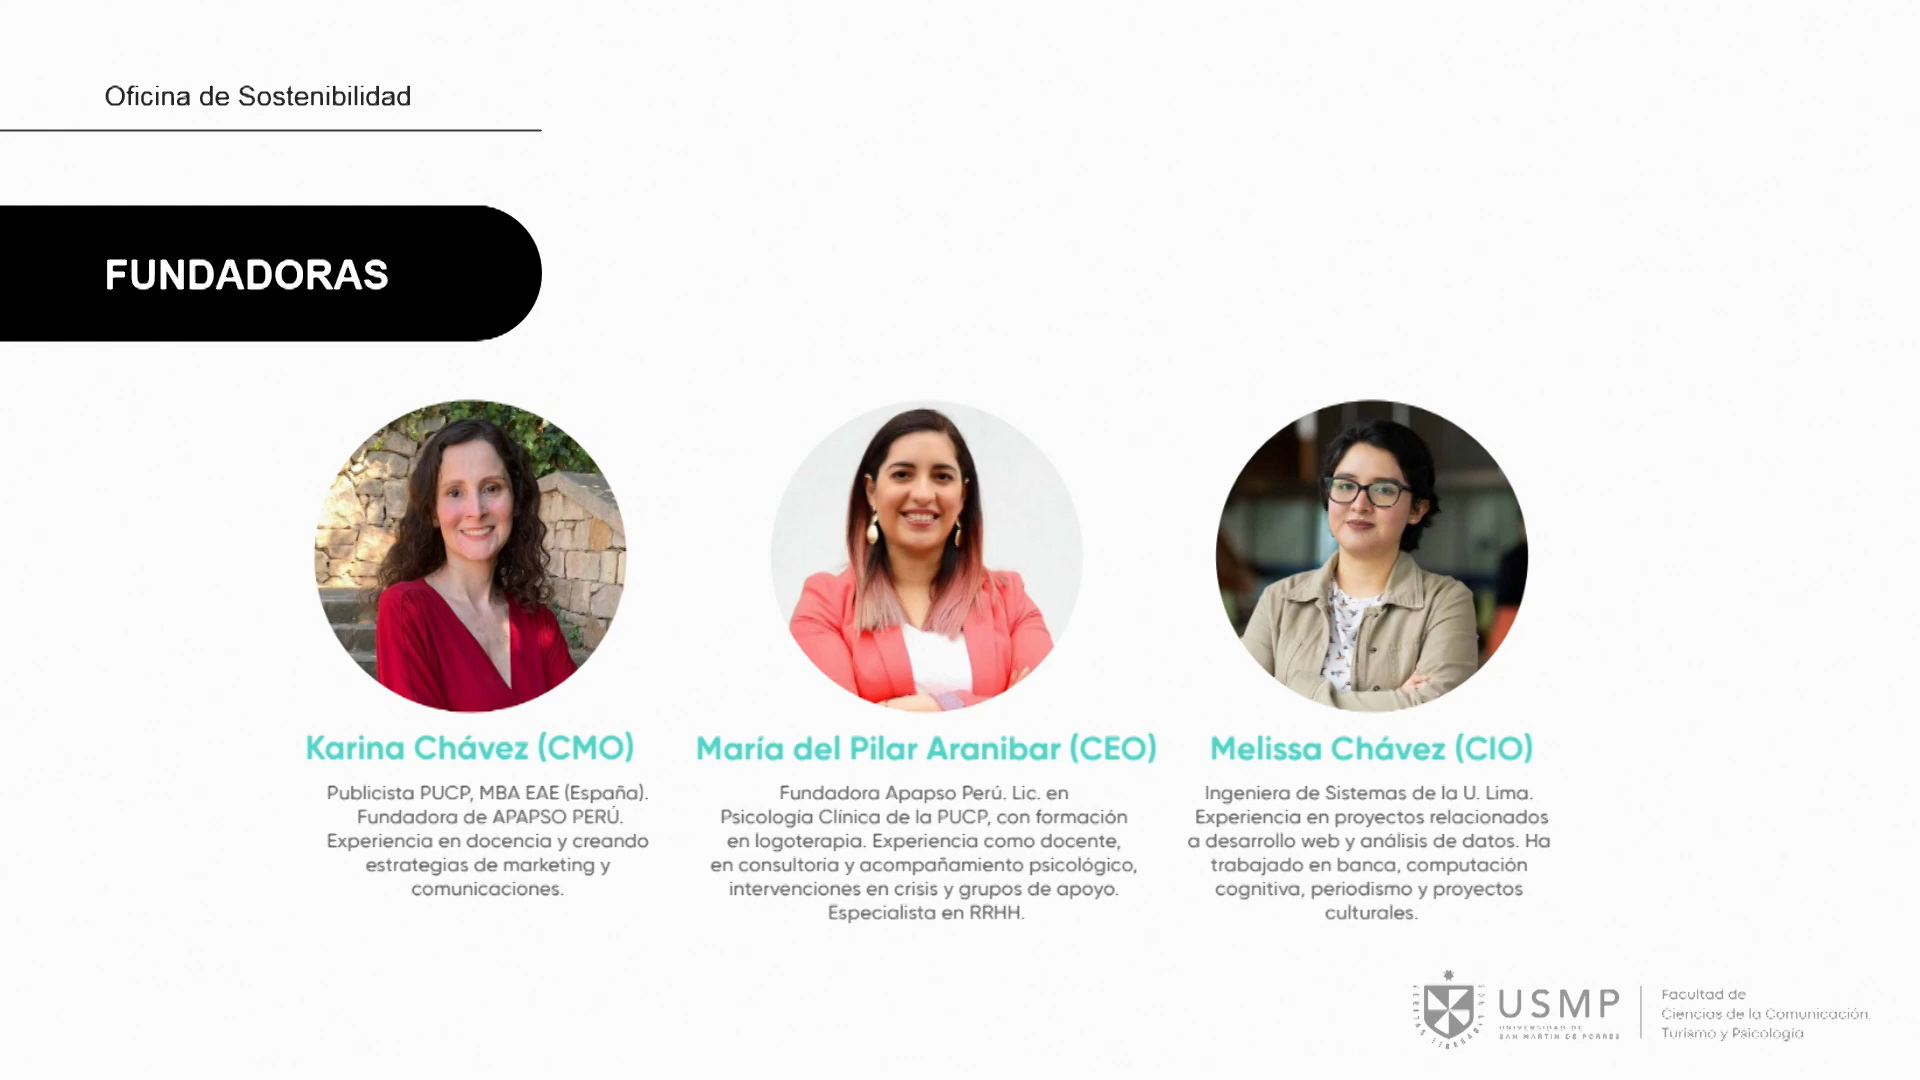 Oficina de Sostenibilidad
FUNDADORAS
Karina Chávez (CMO)
Publicista PUCP, MBA EAE (España).
Fundadora de APAPSO PERÚ.
Experiencia en docencia y creando
estrategias de marketing y
comunicaciones.
María del Pilar Aranibar (CEO)
Fundadora Apapso Perú. Lic. en
Psicología Clínica de la PUCP, con formación
en logoterapia. Experiencia como docente,
en consultoria y acompañamiento psicológico,
intervenciones en crisis y grupos de apoyo.
Especialista en RRHH.
Melissa Chávez (CIO)
Ingeniera de Sistemas de la U. Lima.
Experiencia en proyectos relacionados
a desarrollo web y análisis de datos. Ha
trabajado en banca, computación
cognitiva, periodismo y proyectos
culturales.
USMP
UNIVERSIDAD DE
SAN MARTIN DE PORRES
Facultad de
Ciencias de la Comunicación,
Turismo y Psicología